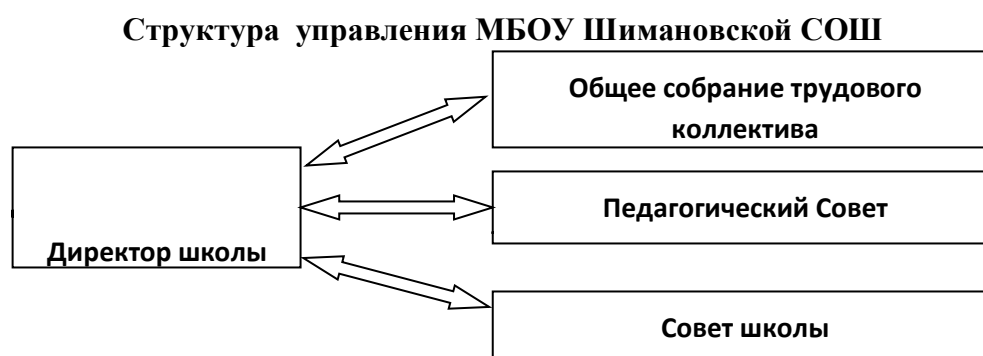 Структура управления МБОУ Шимановской СОШ
Общее собрание трудового
коллектива
Педагогический Совет
Директор школы
Совет школы